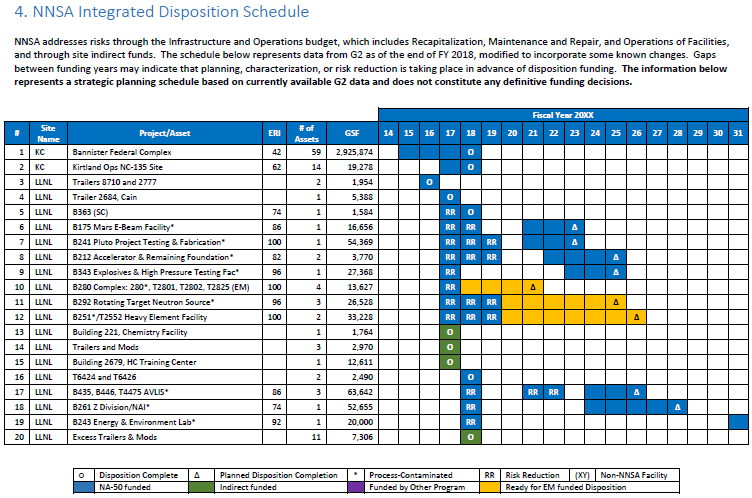 4. NNSA Integrated Disposition Schedule
NNSA addresses risks through the Infrastructure and Operations budget, which includes Recapitalization, Maintenance and Repair, and Operations of Facilities,
and through site indirect funds. The schedule below represents data from G2 as of the end of FY 2018, modified to incorporate some known changes. Gaps
between funding years may indicate that planning, characterization, or risk reduction is taking place in advance of disposition funding. The information below
represents a strategic planning schedule based on currently available G2 data and does not constitute any definitive funding decisions.
Fiscal Year 20XX
# Site Name Project/Asset ERI # of Assets GSF 14 15 16 17 18 19 20 21 22 23 24 25 26 27 28 29 30 31
1 KC Bannister Federal Complex 42 59 2,925,874 O
2 KC Kirtland Ops NC-135 Site 62 14 19,278 O
3 LLNL Trailers 8710 and 2777 2 1,954 O
4 LLNL Trailer 2684, Cain 1 5,388 O
5 LLNL B363 (SC) 74 1 1,584 RR O
6 LLNL B175 Mars E-Beam Facility* 86 1 16,656 RR RR Δ
7 LLNL B241 Pluto Project Testing & Fabrication* 100 1 54,369 RR RR RR Δ
8 LLNL B212 Accelerator & Remaining Foundation* 82 2 3,770 RR RR RR Δ
9 LLNL B343 Explosives & High Pressure Testing Fac* 96 1 27,368 RR Δ
10 LLNL B280 Complex: 280*, T2801, T2802, T2825 (EM) 100 4 13,627 RR Δ
11 LLNL B292 Rotating Target Neutron Source* 96 3 26,528 RR RR RR Δ
12 LLNL B251*/T2552 Heavy Element Facility 100 2 33,228 RR RR RR Δ
13 LLNL Building 221, Chemistry Facility 1 1,764 O
14 LLNL Trailers and Mods 3 2,970 O
15 LLNL Building 2679, HC Training Center 1 12,611 O
16 LLNL T6424 and T6426 2 2,490 O
17 LLNL B435, B446, T4475 AVLIS* 86 3 63,642 RR RR RR Δ
18 LLNL B261 Z Division/NAI* 74 1 52,655 RR Δ
19 LLNL B243 Energy & Environment Lab* 92 1 20,000 RR
20 LLNL Excess Trailers & Mods 11 7,306 O
O Disposition Complete Δ Planned Disposition Completion * Process-Contaminated RR Risk Reduction (XY) Non-NNSA Facility
NA-50 funded Indirect funded Funded by Other Program Ready for EM funded Disposition